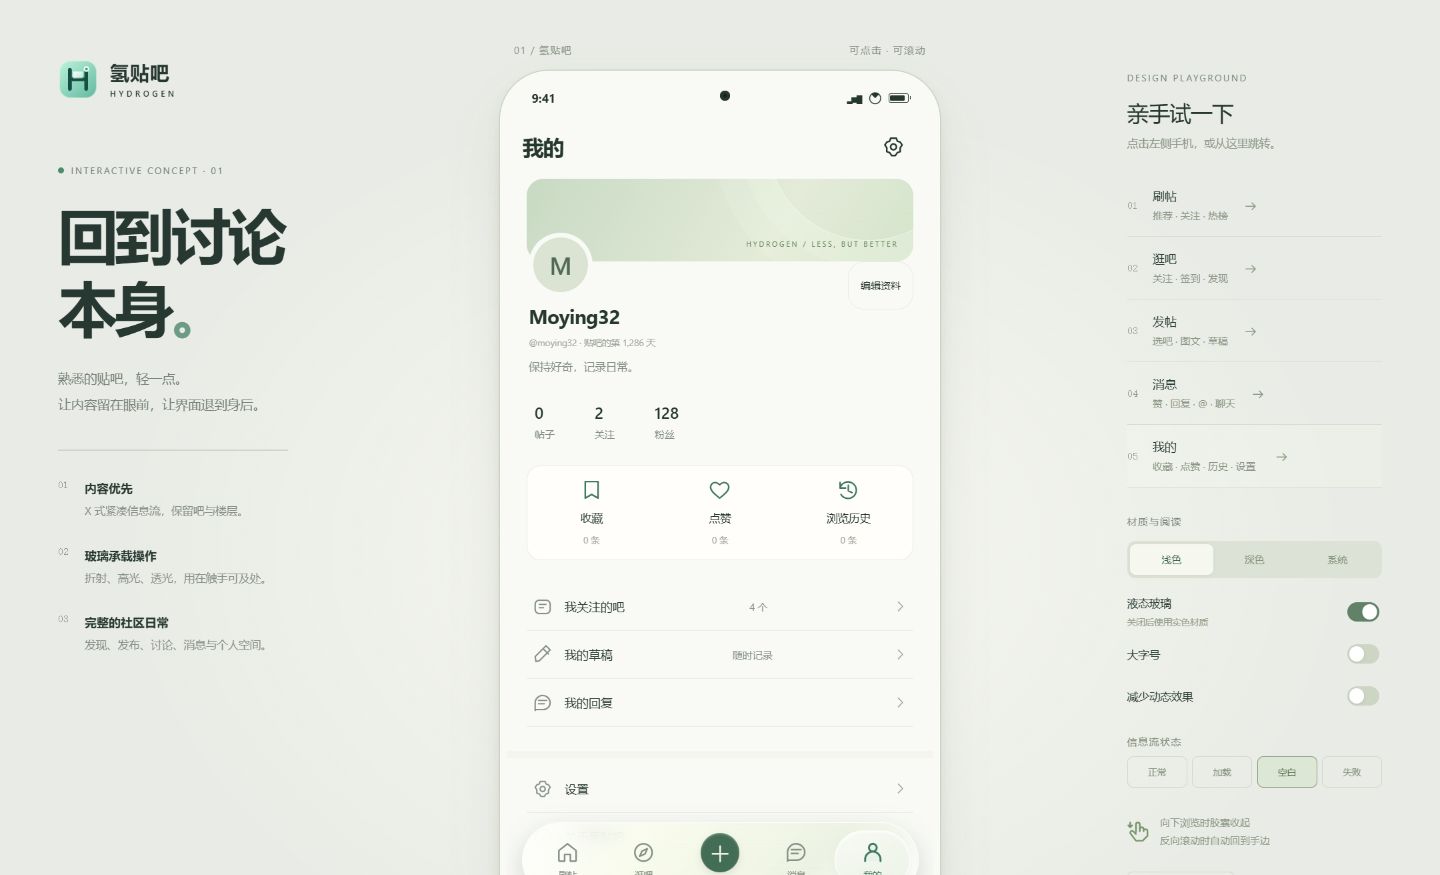 氢贴吧
HYDROGEN
INTERACTIVE CONCEPT · 01
回到讨论
本身。
熟悉的贴吧，轻一点。
让内容留在眼前，让界面退到身后。
01 内容优先
X 式紧凑信息流，保留吧与楼层。
02 玻璃承载操作
折射、高光、透光，用在触手可及处。
03 完整的社区日常
发现、发布、讨论、消息与个人空间。
01 / 氢贴吧
可点击 · 可滚动
9:41
我的
HYDROGEN / LESS, BUT BETTER
M
编辑资料
Moying32
@moying32 · 贴吧的第 1,286 天
保持好奇，记录日常。
0 2 128
帖子 关注 粉丝
收藏 点赞 浏览历史
0 条 0 条 0 条
我关注的吧 4 个
我的草稿 随时记录
我的回复
设置
刷帖 逛吧 消息 我的
DESIGN PLAYGROUND
亲手试一下
点击左侧手机，或从这里跳转。
01 刷帖 →
推荐 · 关注 · 热榜
02 逛吧 →
关注 · 签到 · 发现
03 发帖 →
选吧 · 图文 · 草稿
04 消息 →
赞 · 回复 · @ · 聊天
05 我的 →
收藏 · 点赞 · 历史 · 设置
材质与阅读
浅色 深色 系统
液态玻璃
关闭后使用实色材质
大字号
减少动态效果
信息流状态
正常 加载 空白 失败
向下浏览时胶囊收起
反向滚动时自动回到手边